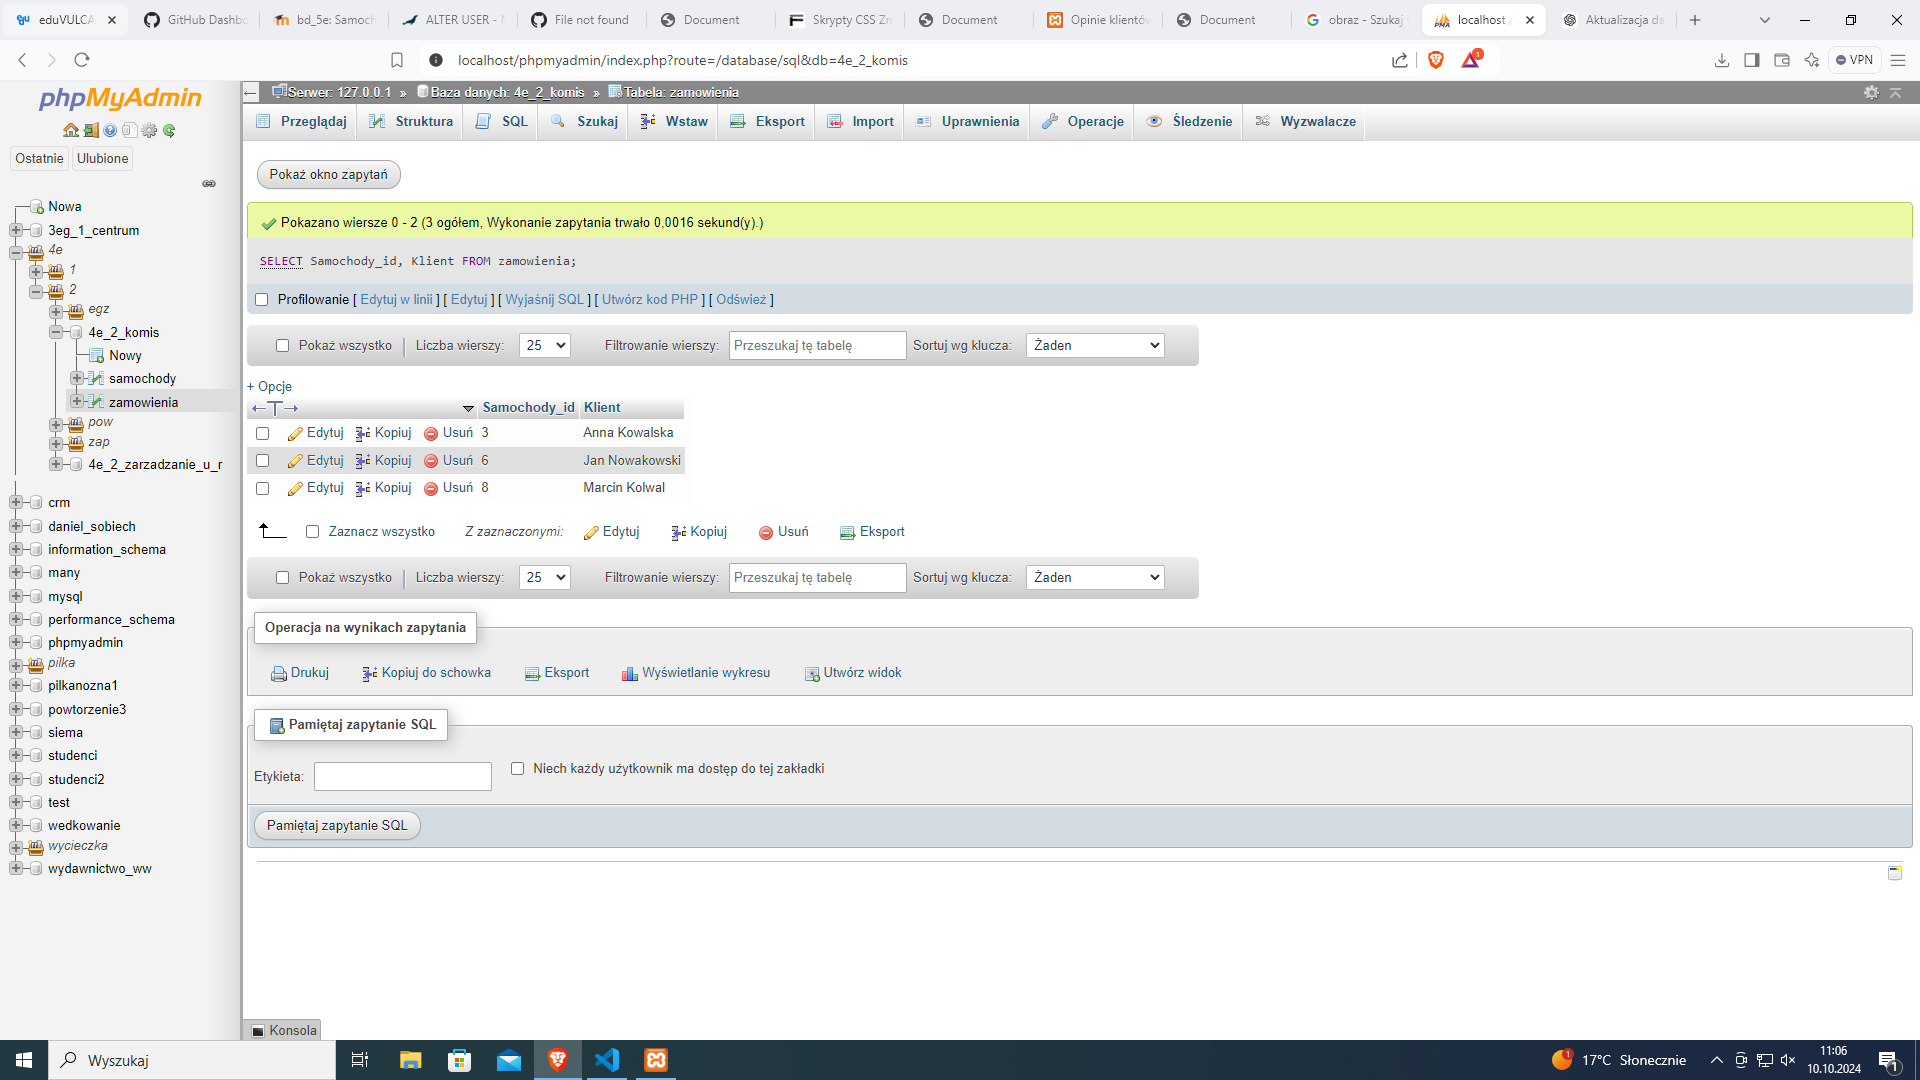 eduVULCA
GitHub Dashbo
bd_5e: Samoch
ALTER USER - M
File not found
Document
Skrypty CSS Zm
Document
Opinie klientów
Document
obraz - Szukaj
localhost /
Aktualizacja da
localhost/phpmyadmin/index.php?route=/database/sql&db=4e_2_komis
1
VPN
phpMyAdmin
Ostatnie
Ulubione
Nowa
3eg_1_centrum
4e
1
2
egz
4e_2_komis
Nowy
samochody
zamowienia
pow
zap
4e_2_zarzadzanie_u_r
crm
daniel_sobiech
information_schema
many
mysql
performance_schema
phpmyadmin
pilka
pilkanozna1
powtorzenie3
siema
studenci
studenci2
test
wedkowanie
wycieczka
wydawnictwo_ww
Serwer: 127.0.0.1 » Baza danych: 4e_2_komis » Tabela: zamowienia
Przeglądaj
Struktura
SQL
Szukaj
Wstaw
Eksport
Import
Uprawnienia
Operacje
Śledzenie
Wyzwalacze
Pokaż okno zapytań
Pokazano wiersze 0 - 2 (3 ogółem, Wykonanie zapytania trwało 0,0016 sekund(y).)
SELECT Samochody_id, Klient FROM zamowienia;
Profilowanie [ Edytuj w linii ] [ Edytuj ] [ Wyjaśnij SQL ] [ Utwórz kod PHP ] [ Odśwież ]
Pokaż wszystko | Liczba wierszy: 25 Filtrowanie wierszy: Przeszukaj tę tabelę Sortuj wg klucza: Żaden
+ Opcje
Samochody_id Klient
Edytuj Kopiuj Usuń 3 Anna Kowalska
Edytuj Kopiuj Usuń 6 Jan Nowakowski
Edytuj Kopiuj Usuń 8 Marcin Kolwal
Zaznacz wszystko Z zaznaczonymi: Edytuj Kopiuj Usuń Eksport
Pokaż wszystko | Liczba wierszy: 25 Filtrowanie wierszy: Przeszukaj tę tabelę Sortuj wg klucza: Żaden
Operacja na wynikach zapytania
Drukuj Kopiuj do schowka Eksport Wyświetlanie wykresu Utwórz widok
Pamiętaj zapytanie SQL
Etykieta: Niech każdy użytkownik ma dostęp do tej zakładki
Pamiętaj zapytanie SQL
Konsola
Wyszukaj
1
17°C Słonecznie
11:06
10.10.2024
1